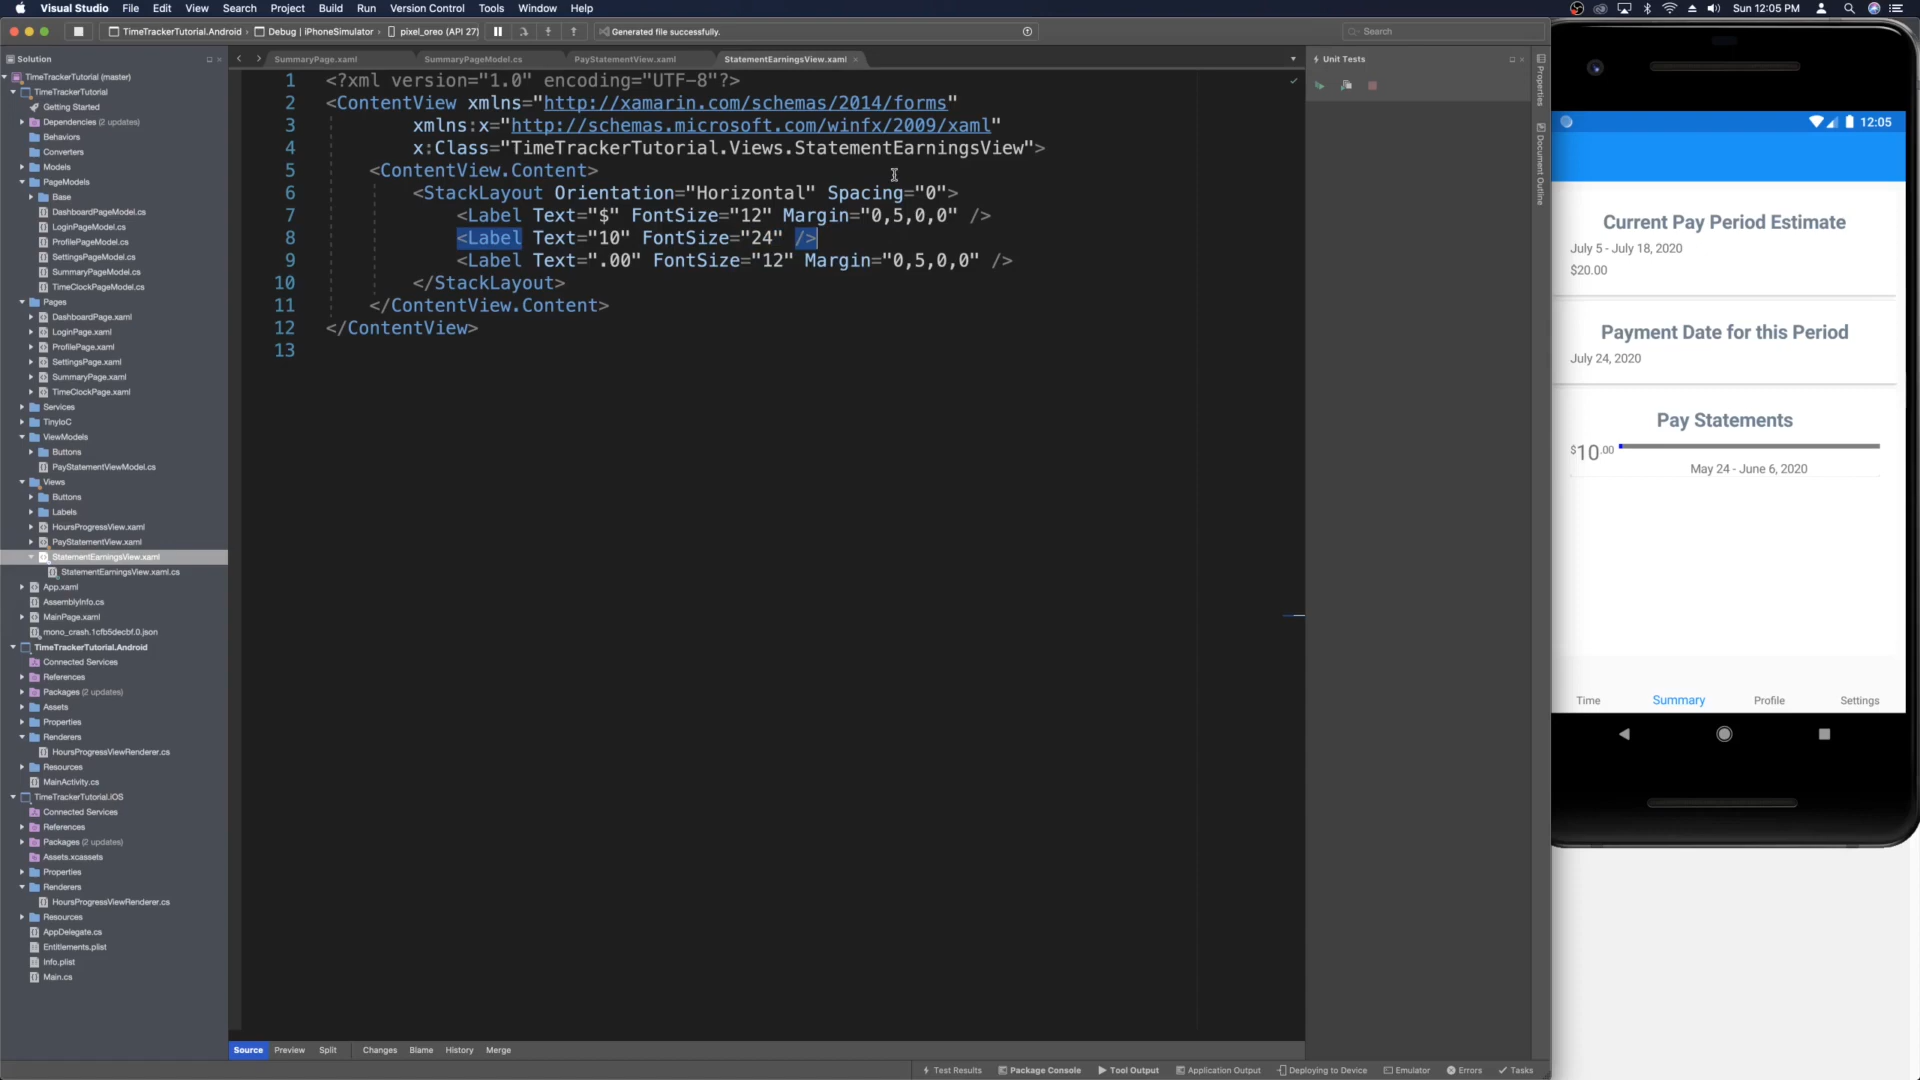 Visual Studio File Edit View Search Project Build Run Version Control Tools Window Help Sun 12:05 PM
TimeTrackerTutorial.Android Debug | iPhoneSimulator pixel_oreo (API 27) Generated file successfully. Search
Solution
TimeTrackerTutorial (master)
TimeTrackerTutorial
Getting Started
Dependencies (2 updates)
Behaviors
Converters
Models
PageModels
Base
DashboardPageModel.cs
LoginPageModel.cs
ProfilePageModel.cs
SettingsPageModel.cs
SummaryPageModel.cs
TimeClockPageModel.cs
Pages
DashboardPage.xaml
LoginPage.xaml
ProfilePage.xaml
SettingsPage.xaml
SummaryPage.xaml
TimeClockPage.xaml
Services
TinyIoC
ViewModels
Buttons
PayStatementViewModel.cs
Views
Buttons
Labels
HoursProgressView.xaml
PayStatementView.xaml
StatementEarningsView.xaml
StatementEarningsView.xaml.cs
App.xaml
AssemblyInfo.cs
MainPage.xaml
mono_crash.1cfb5decbf.0.json
TimeTrackerTutorial.Android
Connected Services
References
Packages (2 updates)
Assets
Properties
Renderers
HoursProgressViewRenderer.cs
Resources
MainActivity.cs
TimeTrackerTutorial.iOS
Connected Services
References
Packages (2 updates)
Assets.xcassets
Properties
Renderers
HoursProgressViewRenderer.cs
Resources
AppDelegate.cs
Entitlements.plist
Info.plist
Main.cs
SummaryPage.xaml SummaryPageModel.cs PayStatementView.xaml StatementEarningsView.xaml
1 <?xml version="1.0" encoding="UTF-8"?>
2 <ContentView xmlns="http://xamarin.com/schemas/2014/forms"
3 xmlns:x="http://schemas.microsoft.com/winfx/2009/xaml"
4 x:Class="TimeTrackerTutorial.Views.StatementEarningsView">
5 <ContentView.Content>
6 <StackLayout Orientation="Horizontal" Spacing="0">
7 <Label Text="$" FontSize="12" Margin="0,5,0,0" />
8 <Label Text="10" FontSize="24" />
9 <Label Text=".00" FontSize="12" Margin="0,5,0,0" />
10 </StackLayout>
11 </ContentView.Content>
12 </ContentView>
13
Source Preview Split Changes Blame History Merge
Unit Tests
Properties
Document Outline
Test Results Package Console Tool Output Application Output Deploying to Device Emulator Errors Tasks
12:05
Current Pay Period Estimate
July 5 - July 18, 2020
$20.00
Payment Date for this Period
July 24, 2020
Pay Statements
$10.00
May 24 - June 6, 2020
Time Summary Profile Settings